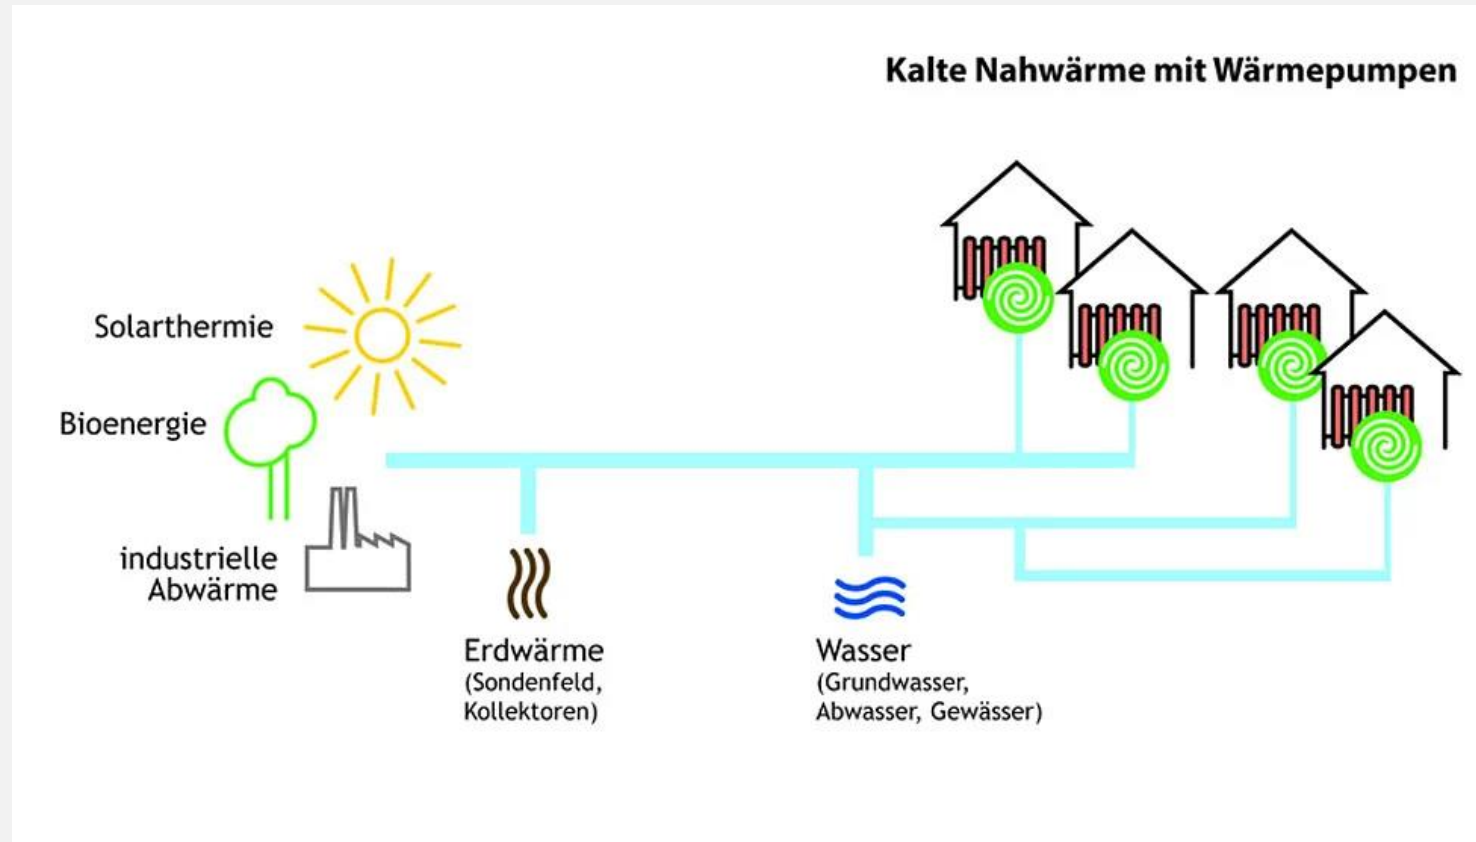 Kalte Nahwärme mit Wärmepumpen
Solarthermie
Bioenergie
industrielle
Abwärme
Erdwärme
(Sondenfeld,
Kollektoren)
Wasser
(Grundwasser,
Abwasser, Gewässer)